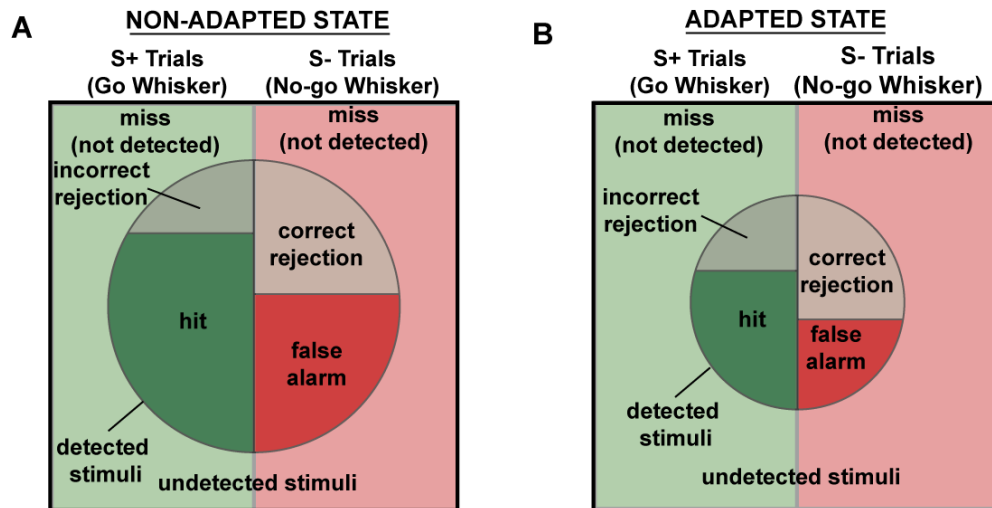 A
NON-ADAPTED STATE
S+ Trials
(Go Whisker)
S- Trials
(No-go Whisker)
miss
(not detected)
miss
(not detected)
incorrect
rejection
correct
rejection
hit
false
alarm
detected
stimuli
undetected stimuli
B
ADAPTED STATE
S+ Trials
(Go Whisker)
S- Trials
(No-go Whisker)
miss
(not detected)
miss
(not detected)
incorrect
rejection
correct
rejection
hit
false
alarm
detected
stimuli
undetected stimuli